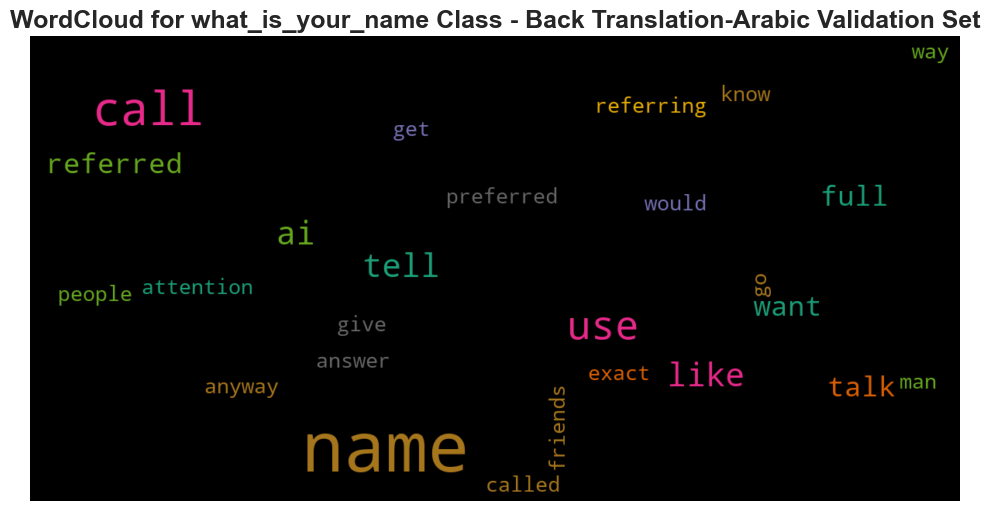 WordCloud for what_is_your_name Class - Back Translation-Arabic Validation Set
way
know
call
referring
get
referred
preferred
would
full
ai
tell
go
people
attention
want
give
use
answer
exact
like
anyway
talk
man
friends
name
called